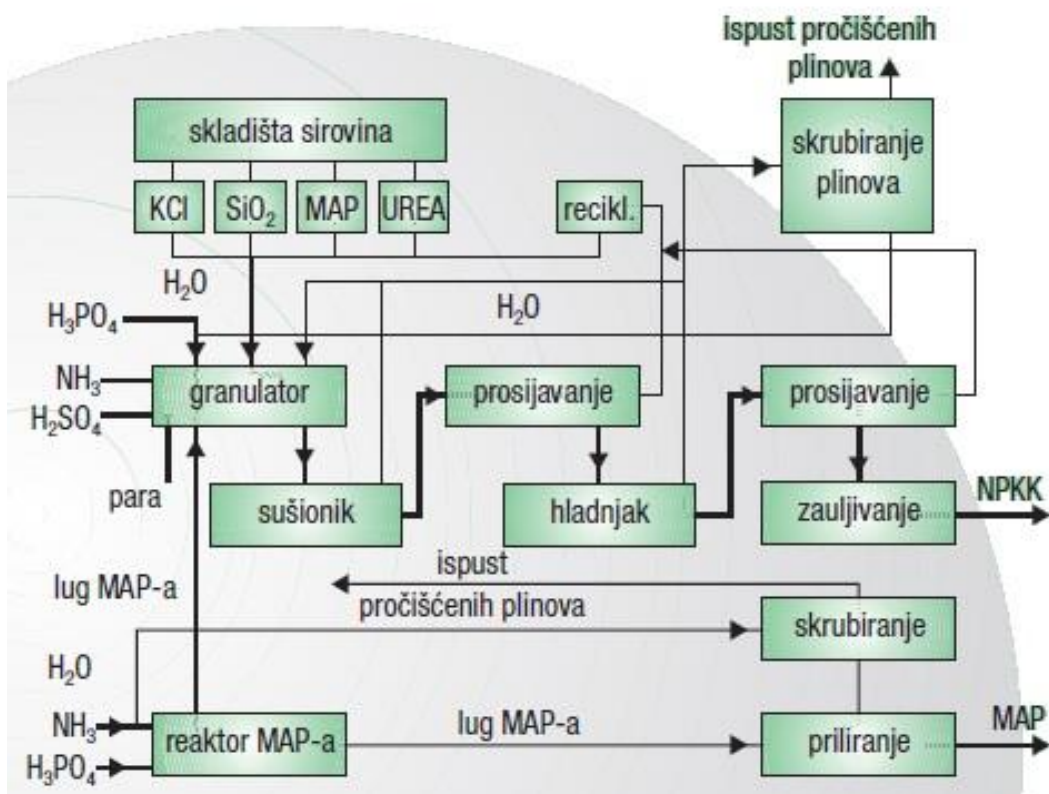 ispust pročišćenih
plinova
skladišta sirovina
skrubiranje
plinova
KCl
SiO₂
MAP
UREA
recikl.
H₂O
H₂O
H₃PO₄
NH₃
granulator
prosijavanje
prosijavanje
H₂SO₄
para
sušionik
hladnjak
zauljivanje
NPKK
ispust
lug MAP-a
pročišćenih plinova
skrubiranje
H₂O
NH₃
reaktor MAP-a
lug MAP-a
priliranje
MAP
H₃PO₄